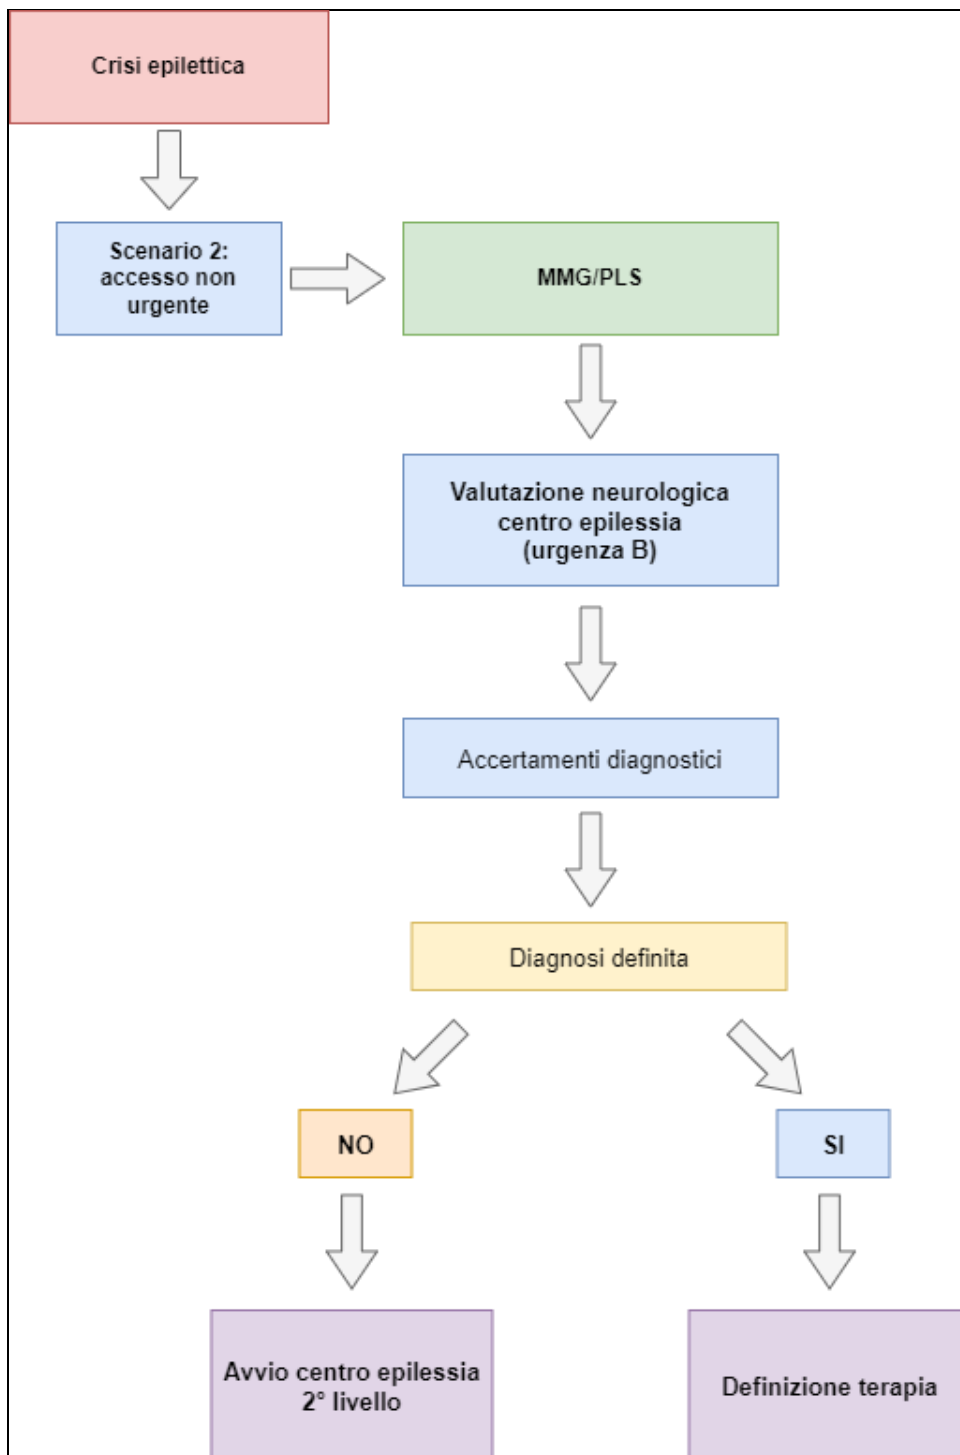 Crisi epilettica
Scenario 2:
accesso non
urgente
MMG/PLS
Valutazione neurologica
centro epilessia
(urgenza B)
Accertamenti diagnostici
Diagnosi definita
NO
SI
Avvio centro epilessia
2° livello
Definizione terapia